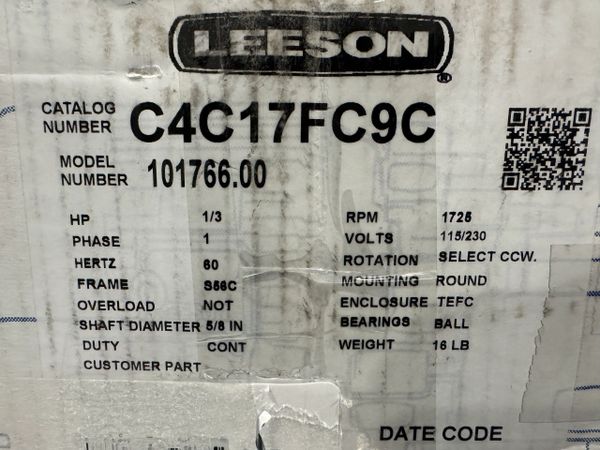 LEESON®
CATALOG NUMBER C4C17FC9C
MODEL NUMBER 101766.00
HP 1/3 RPM 1725
PHASE 1 VOLTS 115/230
HERTZ 60 ROTATION SELECT CCW.
FRAME S56C MOUNTING ROUND
OVERLOAD NOT ENCLOSURE TEFC
SHAFT DIAMETER 5/8 IN BEARINGS BALL
DUTY CONT WEIGHT 16 LB
CUSTOMER PART
DATE CODE